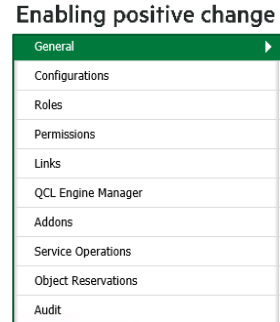 Enabling positive change
General
Configurations
Roles
Permissions
Links
QCL Engine Manager
Addons
Service Operations
Object Reservations
Audit